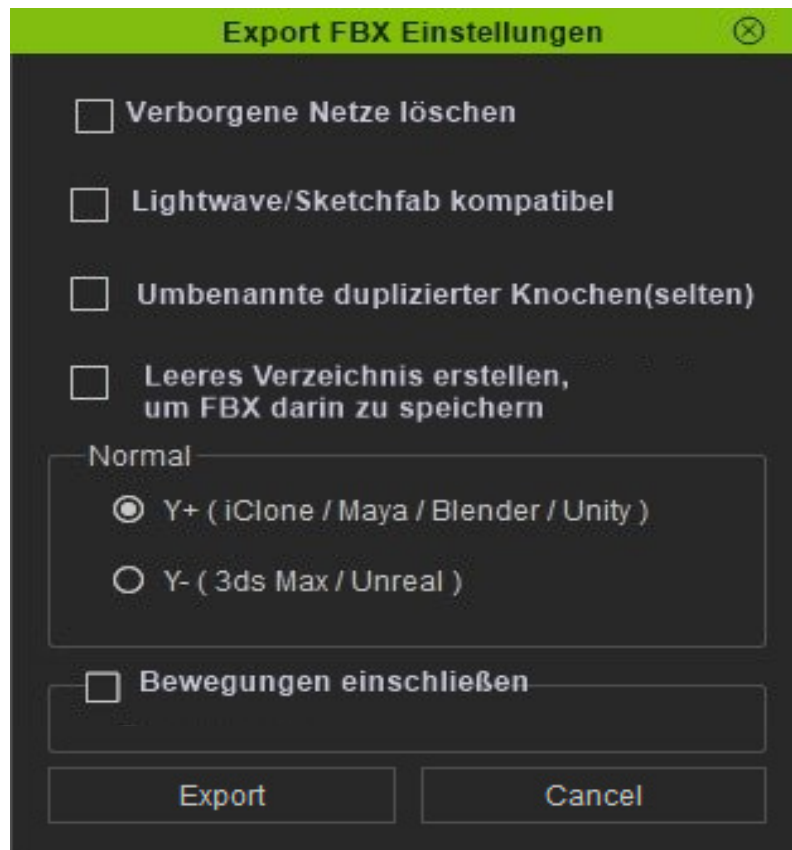 Export FBX Einstellungen
Verborgene Netze löschen
Lightwave/Sketchfab kompatibel
Umbenannte duplizierter Knochen(selten)
Leeres Verzeichnis erstellen,
um FBX darin zu speichern
Normal
Y+ ( iClone / Maya / Blender / Unity )
Y- ( 3ds Max / Unreal )
Bewegungen einschließen
Export
Cancel